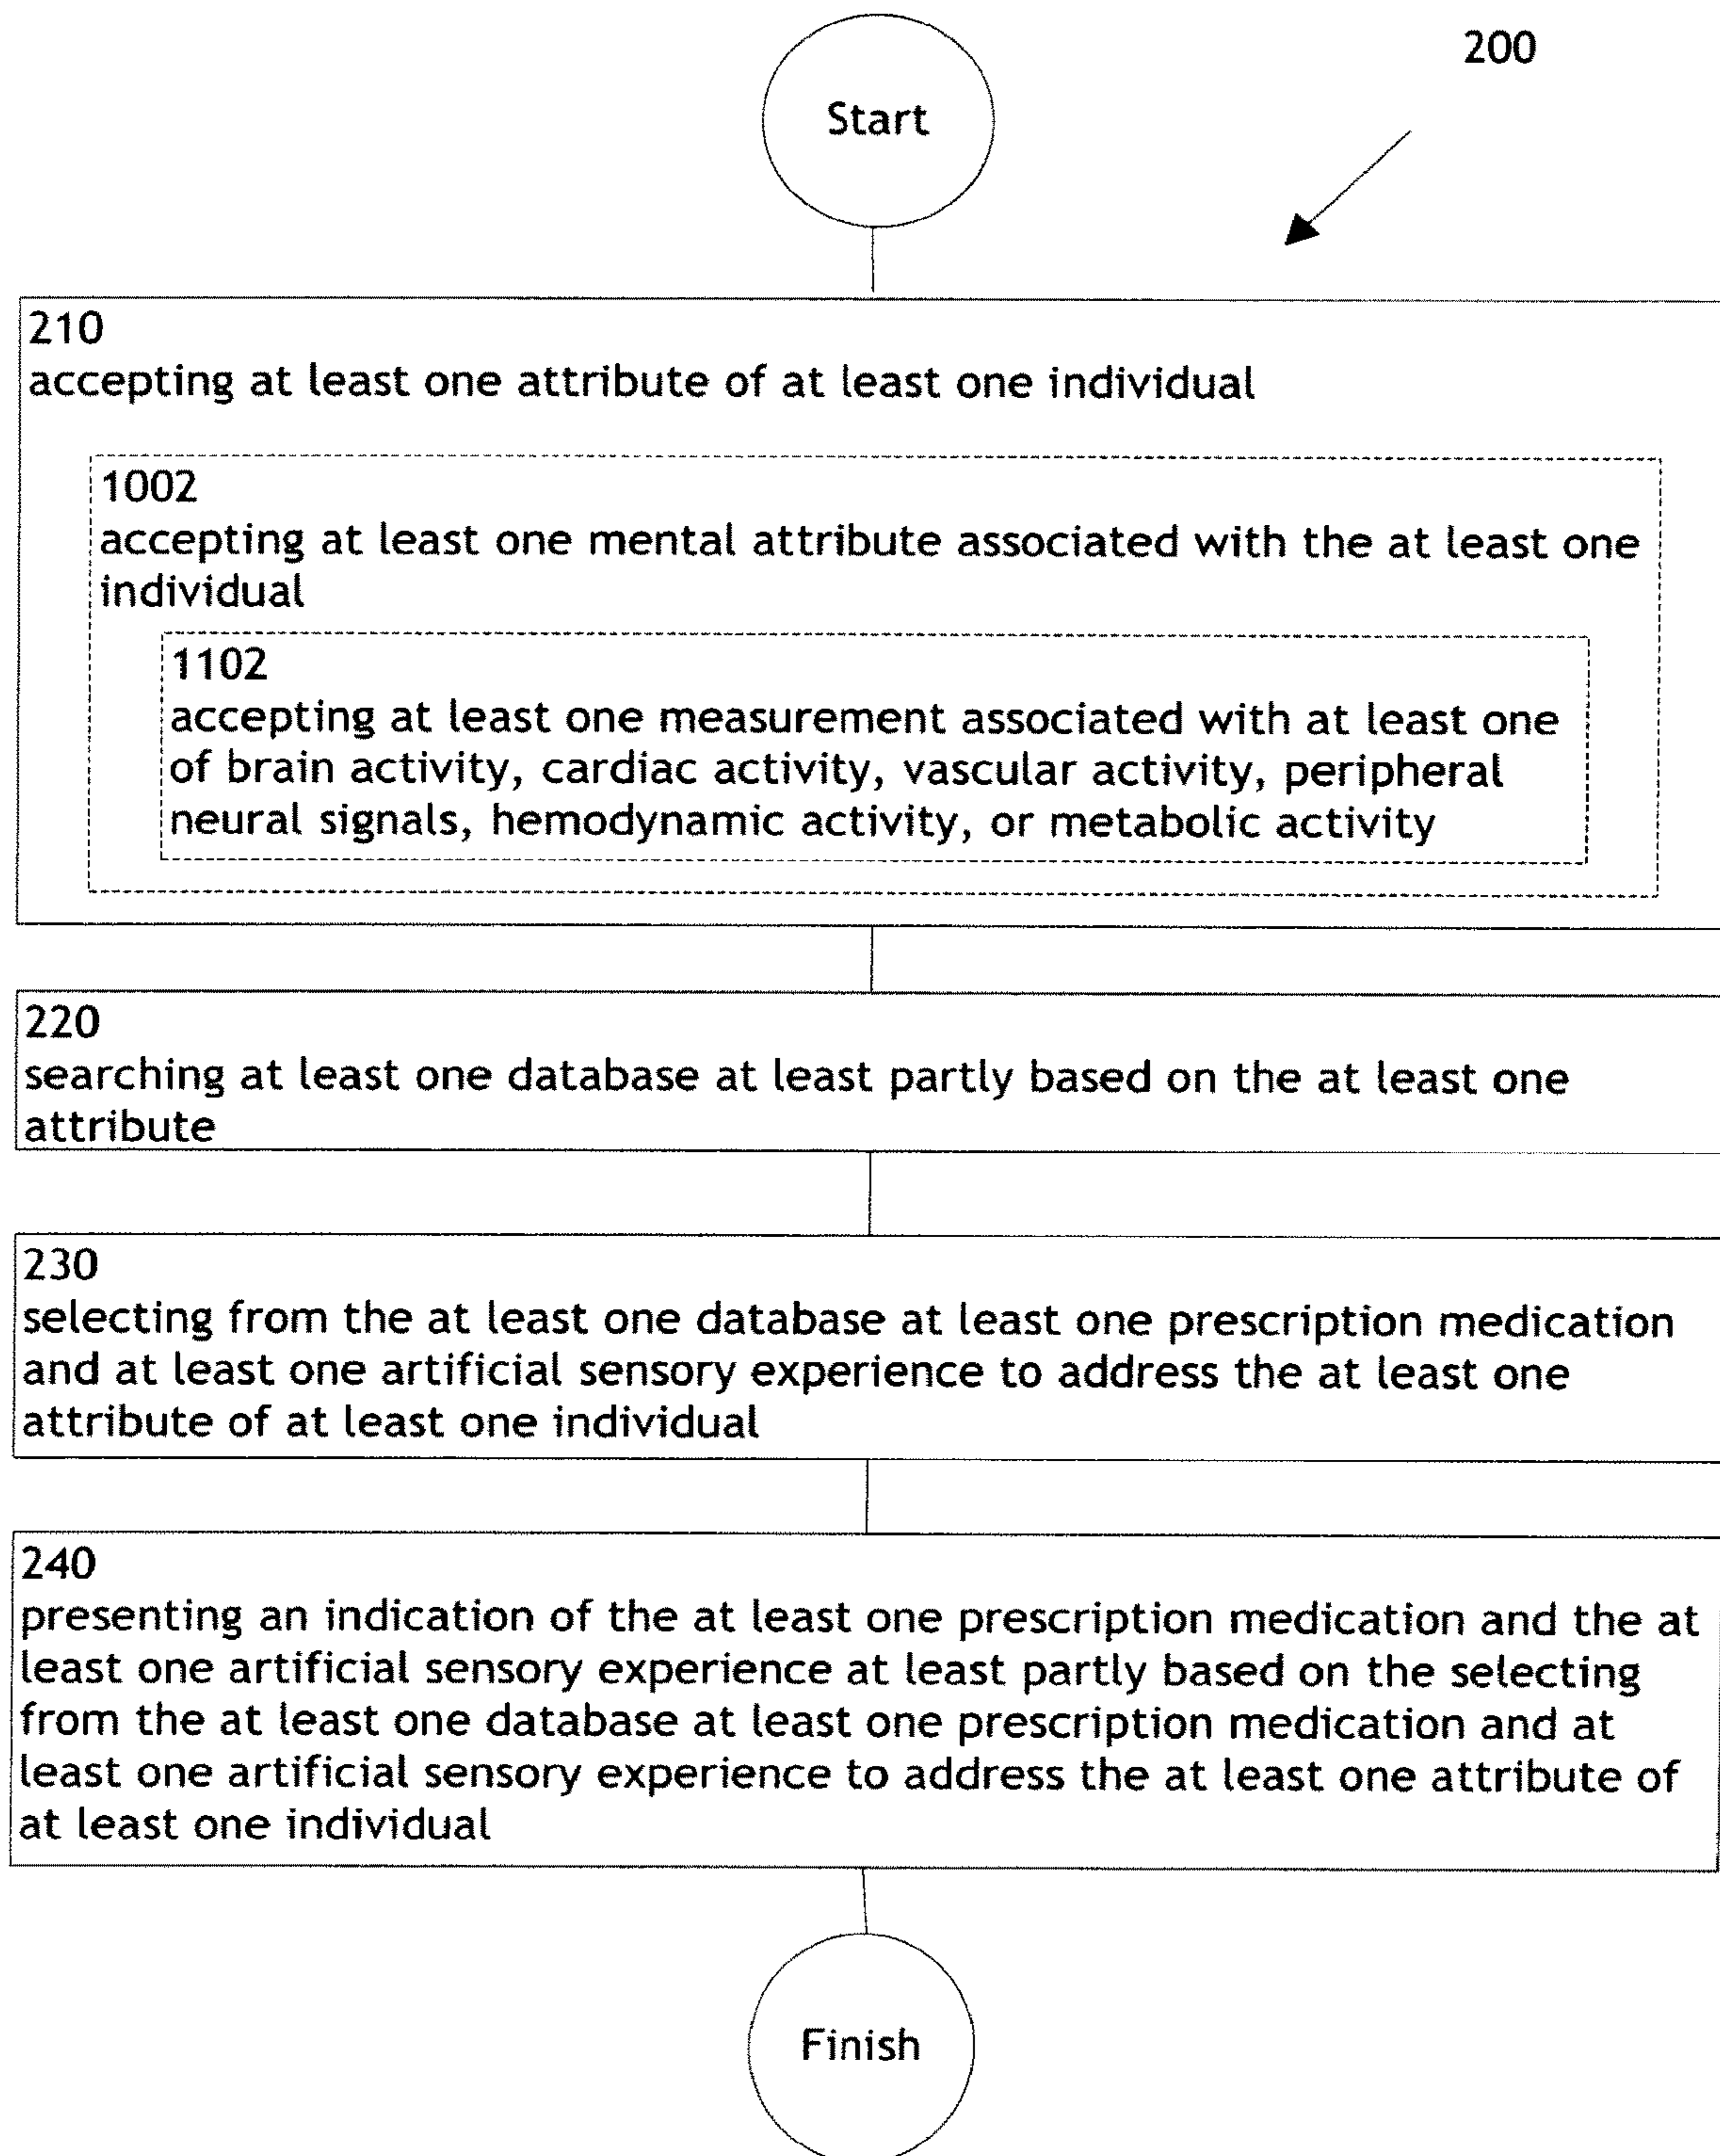 200
Start
210
accepting at least one attribute of at least one individual
1002
accepting at least one mental attribute associated with the at least one
individual
1102
accepting at least one measurement associated with at least one
of brain activity, cardiac activity, vascular activity, peripheral
neural signals, hemodynamic activity, or metabolic activity
220
searching at least one database at least partly based on the at least one
attribute
230
selecting from the at least one database at least one prescription medication
and at least one artificial sensory experience to address the at least one
attribute of at least one individual
240
presenting an indication of the at least one prescription medication and the at
least one artificial sensory experience at least partly based on the selecting
from the at least one database at least one prescription medication and at
least one artificial sensory experience to address the at least one attribute of
at least one individual
Finish